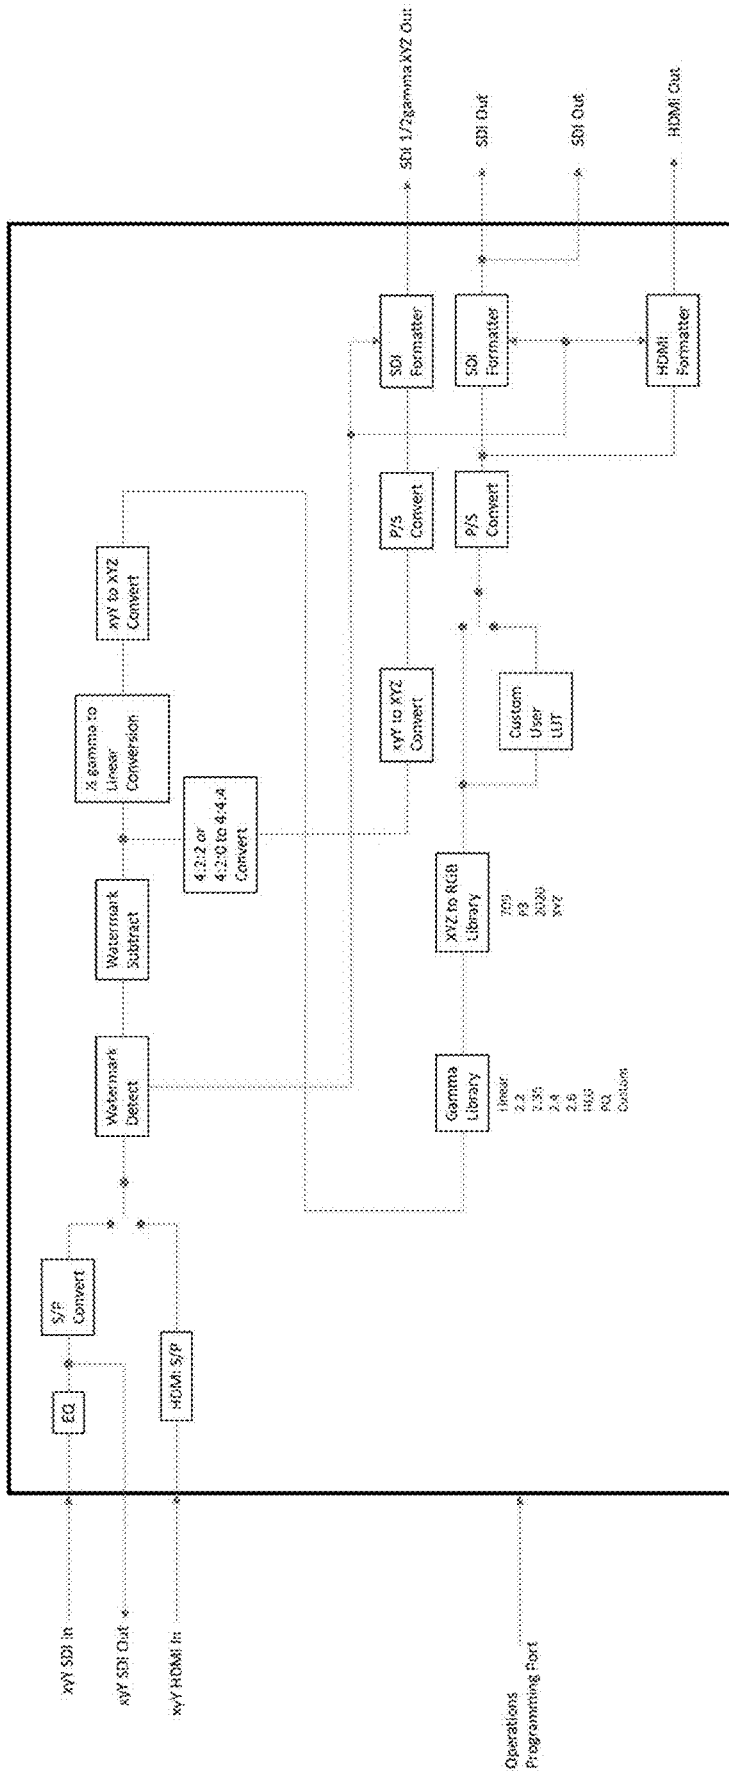 xyY SDI In
xyY SDI Out
xyY HDMI In
Operations
Programming Port
EQ
S/P
Convert
HDMI S/P
Watermark
Detect
Watermark
Subtract
½ gamma to
Linear
Conversion
xyY to XYZ
Convert
4:2:2 or
4:2:0 to 4:4:4
Convert
xyY to XYZ
Convert
P/S
Convert
SDI
Formatter
SDI 1/2gamma XYZ Out
Gamma
Library
Linear
2.2
2.35
2.4
2.6
HLG
PQ
Custom
XYZ to RGB
Library
709
P3
2020
XYZ
Custom
User
LUT
P/S
Convert
SDI
Formatter
HDMI
Formatter
SDI Out
SDI Out
HDMI Out